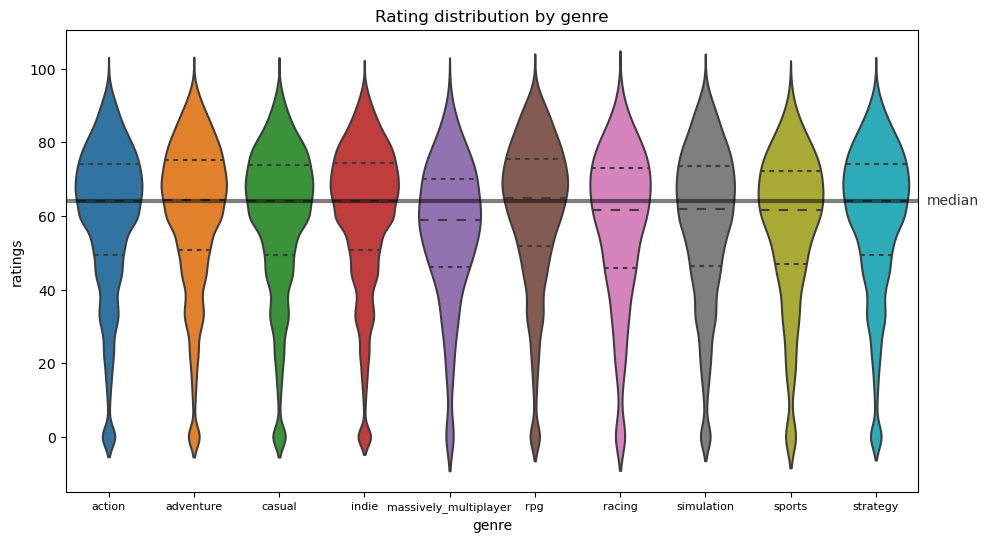 Rating distribution by genre
ratings
100
80
60
40
20
0
median
action adventure casual indie massively_multiplayer rpg racing simulation sports strategy
genre